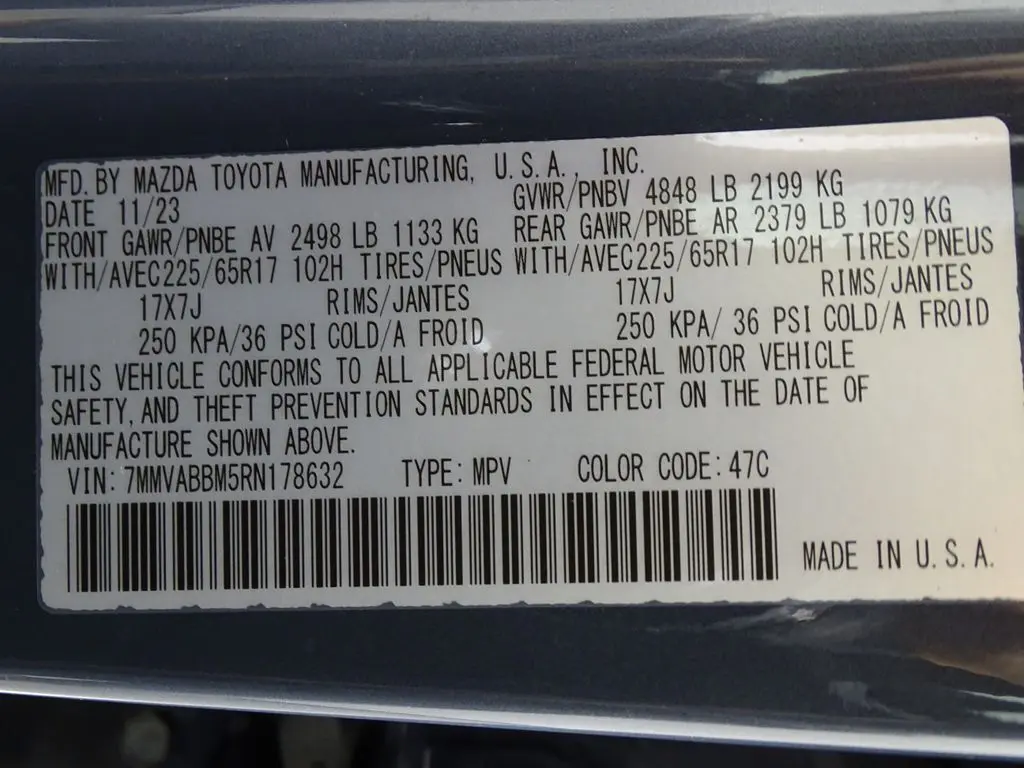 MFD. BY MAZDA TOYOTA MANUFACTURING, U.S.A., INC.
DATE 11/23 GVWR/PNBV 4848 LB 2199 KG
FRONT GAWR/PNBE AV 2498 LB 1133 KG REAR GAWR/PNBE AR 2379 LB 1079 KG
WITH/AVEC225/65R17 102H TIRES/PNEUS WITH/AVEC225/65R17 102H TIRES/PNEUS
17X7J RIMS/JANTES 17X7J RIMS/JANTES
250 KPA/36 PSI COLD/A FROID 250 KPA/ 36 PSI COLD/A FROID
THIS VEHICLE CONFORMS TO ALL APPLICABLE FEDERAL MOTOR VEHICLE
SAFETY, AND THEFT PREVENTION STANDARDS IN EFFECT ON THE DATE OF
MANUFACTURE SHOWN ABOVE.
VIN: 7MMVABBM5RN178632 TYPE: MPV COLOR CODE: 47C
MADE IN U.S.A.